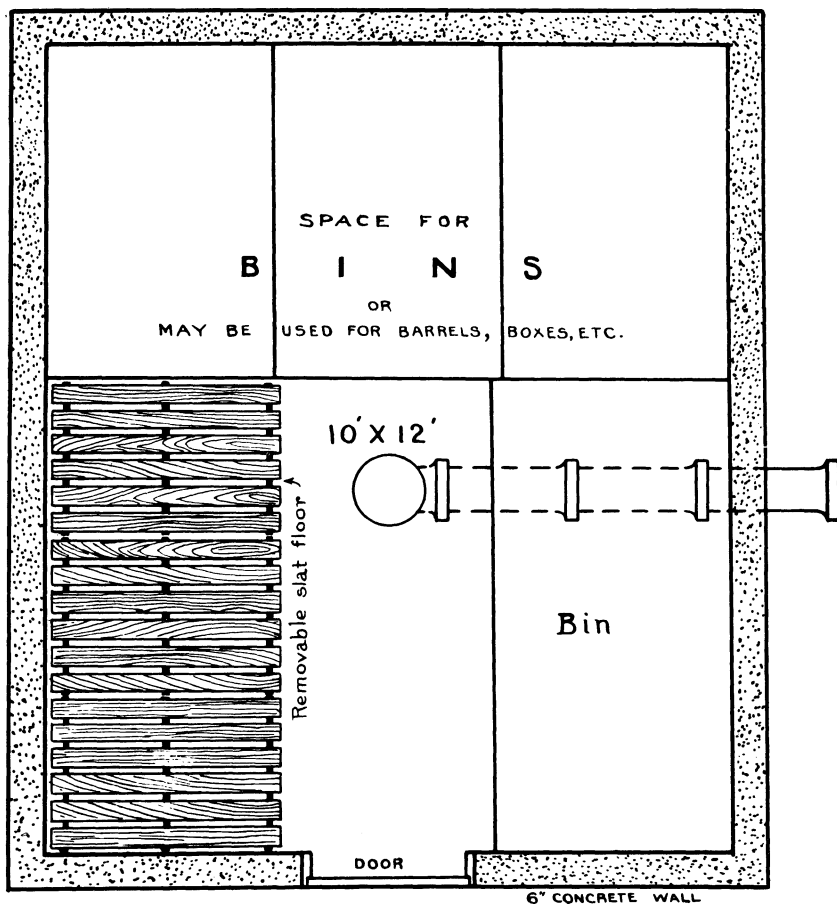 SPACE FOR
BINS
OR
MAY BE USED FOR BARRELS, BOXES, ETC.
10' X 12'
Removable slat floor
Bin
DOOR
6" CONCRETE WALL